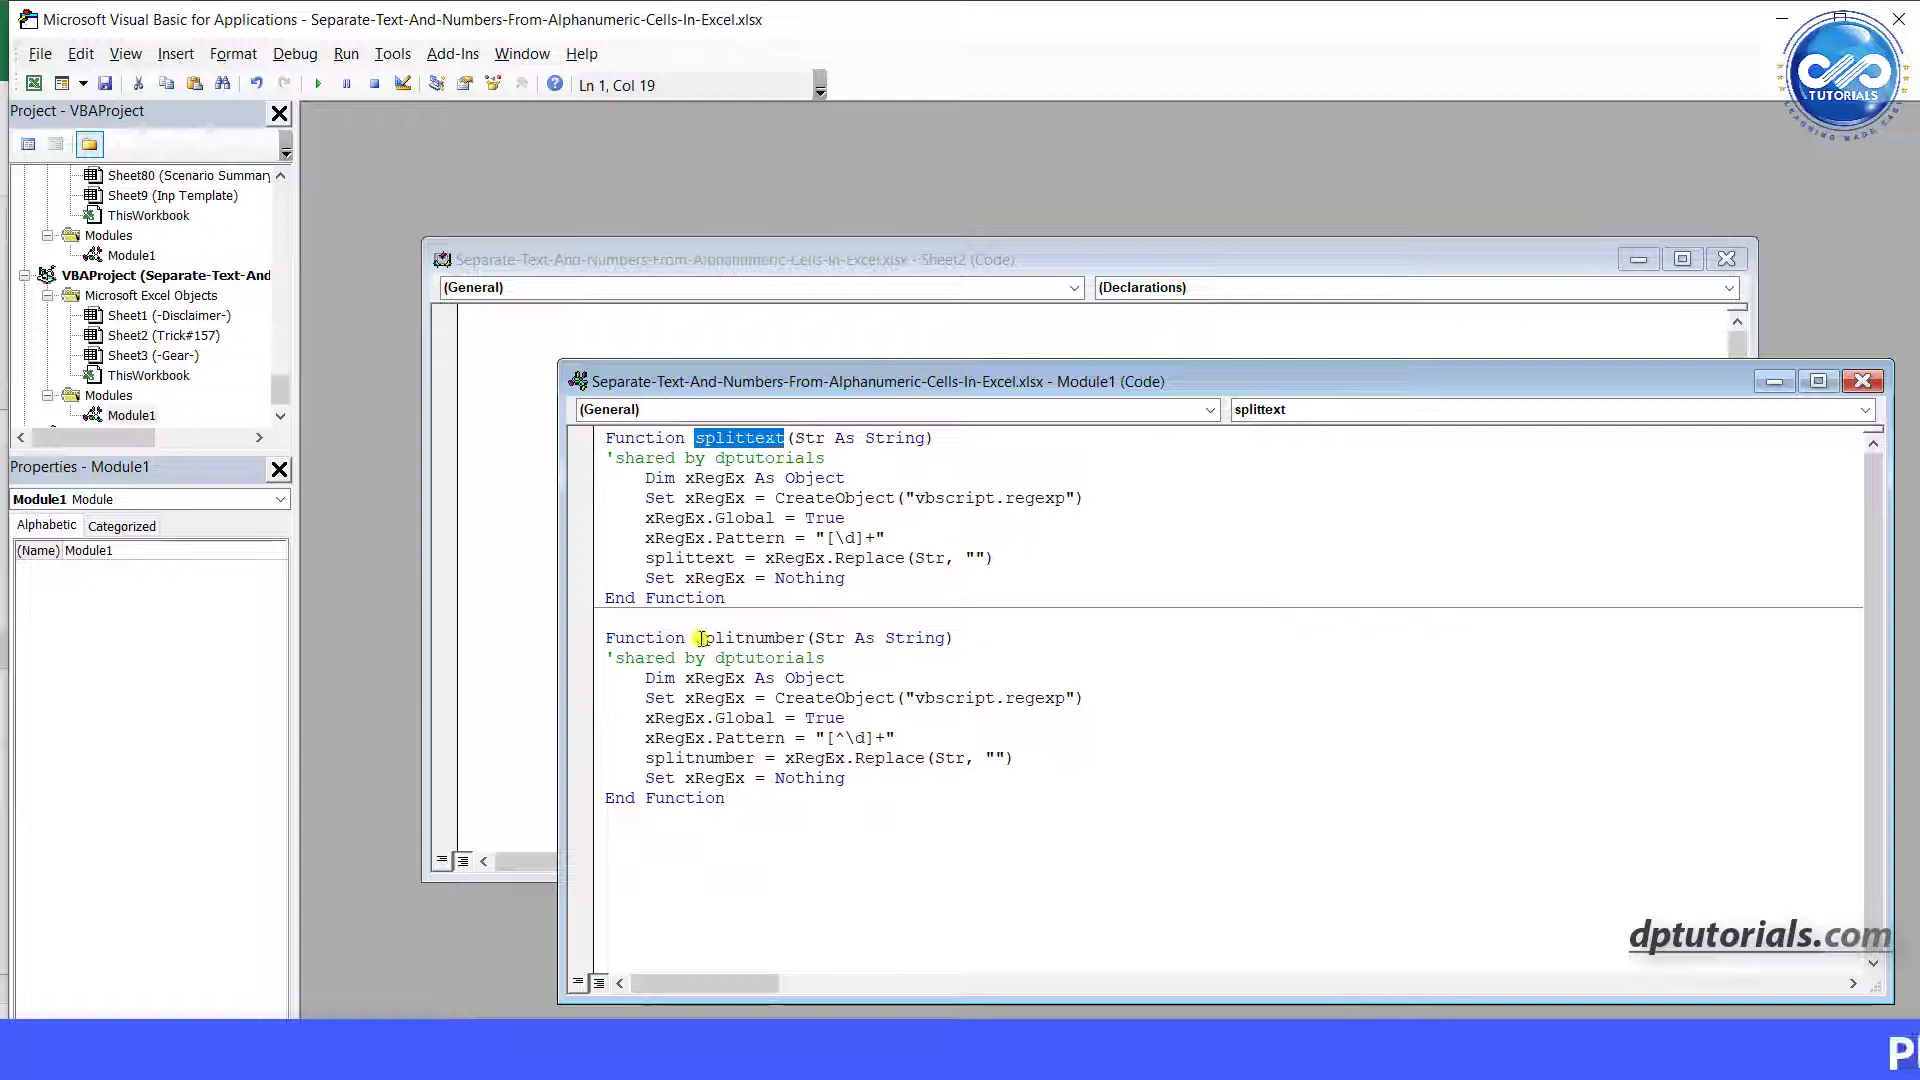 Microsoft Visual Basic for Applications - Separate-Text-And-Numbers-From-Alphanumeric-Cells-In-Excel.xlsx
File Edit View Insert Format Debug Run Tools Add-Ins Window Help
Ln 1, Col 19
TUTORIALS
LEARNING MADE EASY
Project - VBAProject
Sheet80 (Scenario Summary
Sheet9 (Inp Template)
ThisWorkbook
Modules
Module1
VBAProject (Separate-Text-And
Microsoft Excel Objects
Sheet1 (-Disclaimer-)
Sheet2 (Trick#157)
Sheet3 (-Gear-)
ThisWorkbook
Modules
Module1
Properties - Module1
Module1 Module
Alphabetic Categorized
(Name) Module1
Separate-Text-And-Numbers-From-Alphanumeric-Cells-In-Excel.xlsx - Sheet2 (Code)
(General) (Declarations)
Separate-Text-And-Numbers-From-Alphanumeric-Cells-In-Excel.xlsx - Module1 (Code)
(General) splittext
Function splittext(Str As String)
'shared by dptutorials
Dim xRegEx As Object
Set xRegEx = CreateObject("vbscript.regexp")
xRegEx.Global = True
xRegEx.Pattern = "[\d]+"
splittext = xRegEx.Replace(Str, "")
Set xRegEx = Nothing
End Function
Function splitnumber(Str As String)
'shared by dptutorials
Dim xRegEx As Object
Set xRegEx = CreateObject("vbscript.regexp")
xRegEx.Global = True
xRegEx.Pattern = "[^\d]+"
splitnumber = xRegEx.Replace(Str, "")
Set xRegEx = Nothing
End Function
dptutorials.com